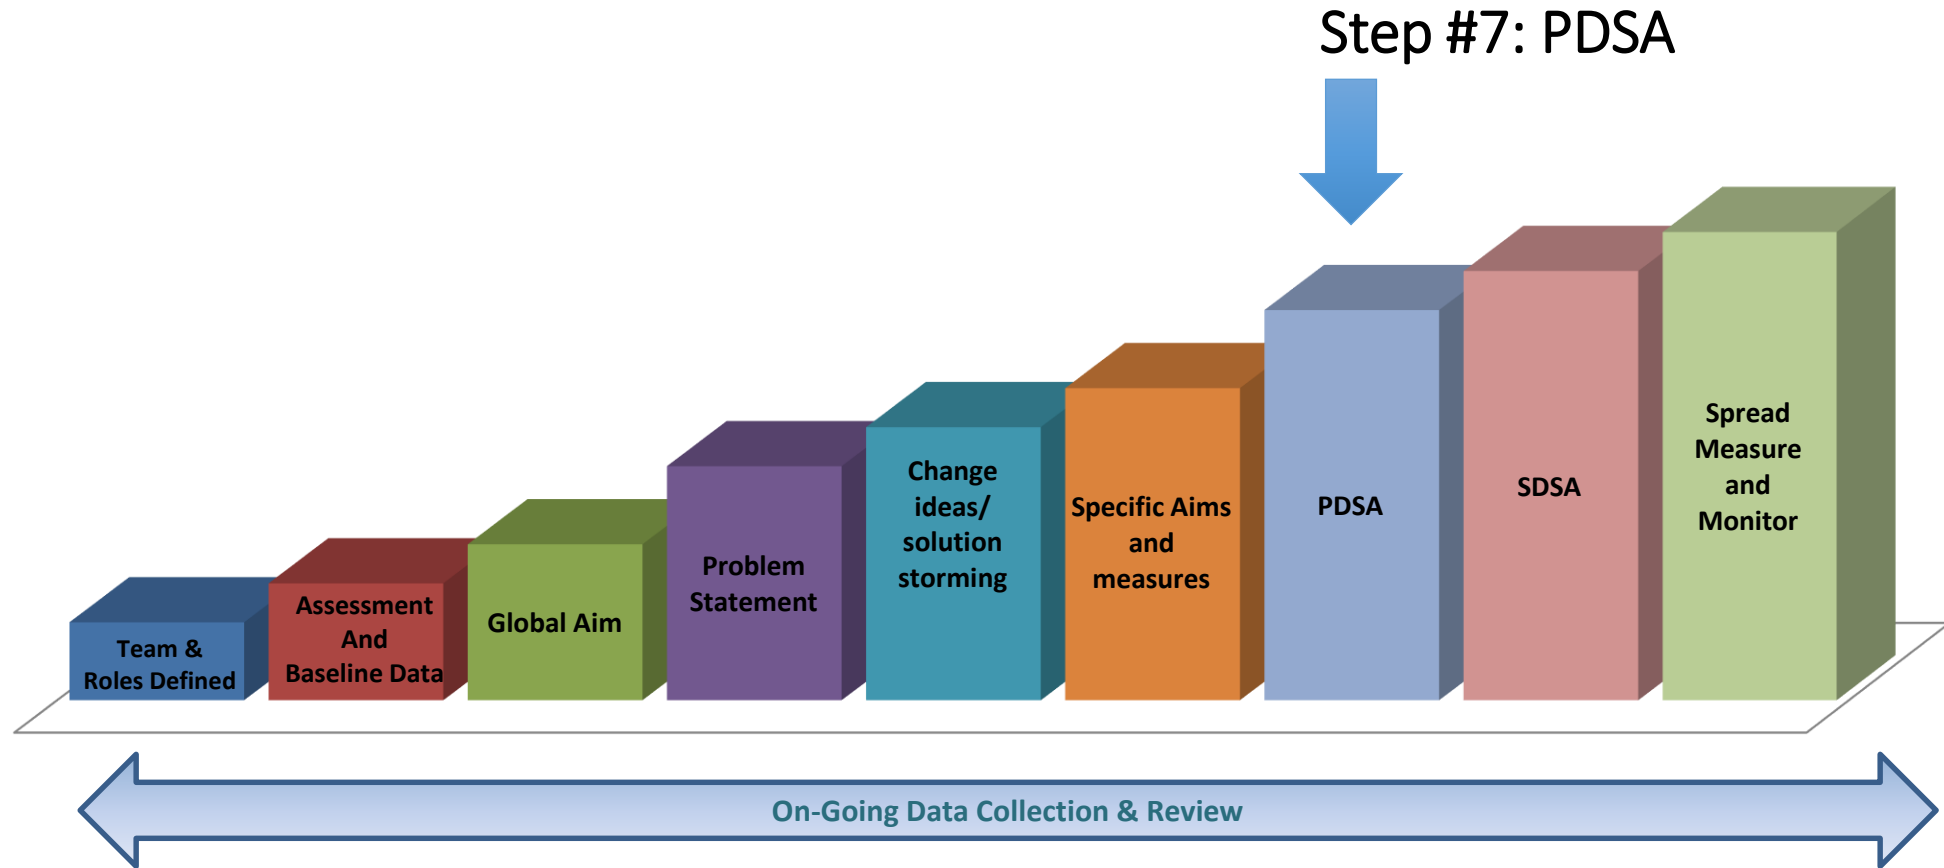 Step #7: PDSA
Team &
Roles Defined
Assessment
And
Baseline Data
Global Aim
Problem
Statement
Change
ideas/
solution
storming
Specific Aims
and
measures
PDSA
SDSA
Spread
Measure
and
Monitor
On-Going Data Collection & Review